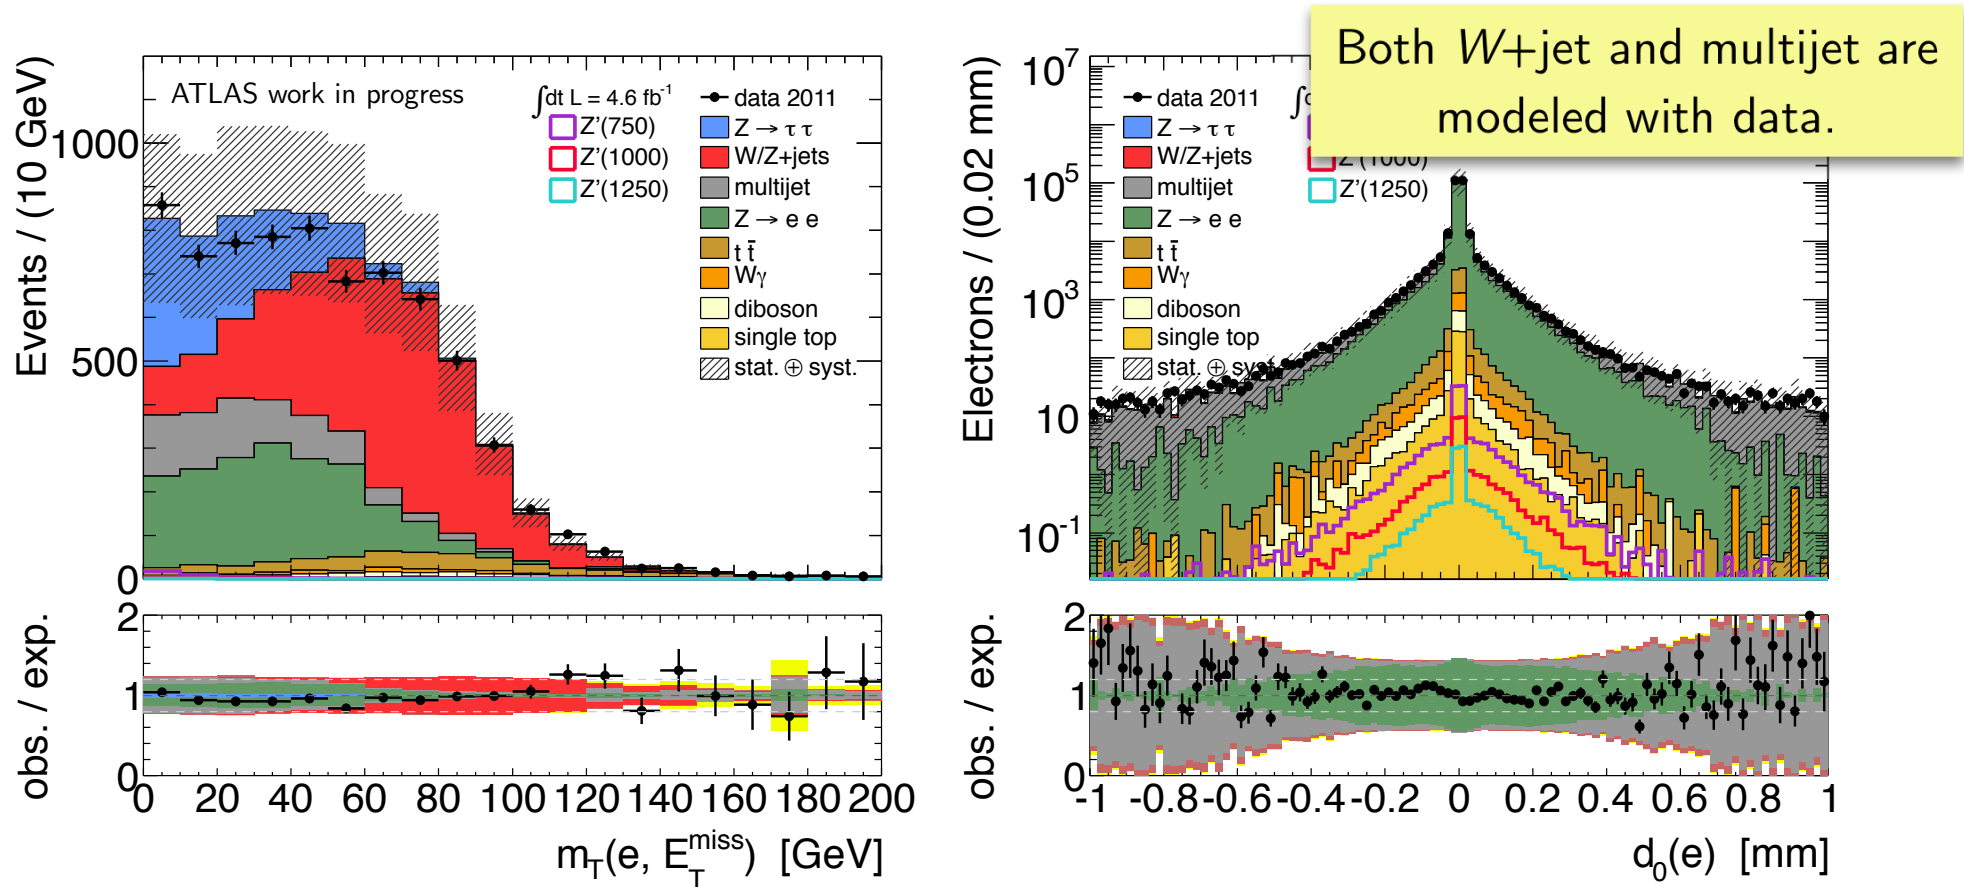 Both W+jet and multijet are
modeled with data.
ATLAS work in progress
∫dt L = 4.6 fb⁻¹
Z'(750)
Z'(1000)
Z'(1250)
data 2011
Z → τ τ
W/Z+jets
multijet
Z → e e
t t̄
Wγ
diboson
single top
stat. ⊕ syst.
Events / (10 GeV)
1000
500
0
obs. / exp.
2
1
0
0 20 40 60 80 100 120 140 160 180 200
m_T(e, E_T^miss) [GeV]
data 2011
Z → τ τ
W/Z+jets
multijet
Z → e e
t t̄
Wγ
diboson
single top
stat. ⊕ syst.
Z'(1000)
Z'(1250)
Electrons / (0.02 mm)
10⁷
10⁵
10³
10
10⁻¹
obs. / exp.
2
1
0
-1 -0.8 -0.6 -0.4 -0.2 0 0.2 0.4 0.6 0.8 1
d₀(e) [mm]